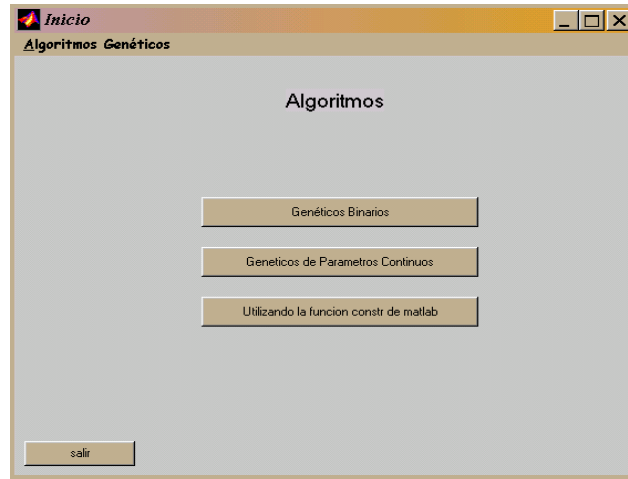 Inicio
Algoritmos Genéticos
Algoritmos
Genéticos Binarios
Geneticos de Parametros Continuos
Utilizando la funcion constr de matlab
salir